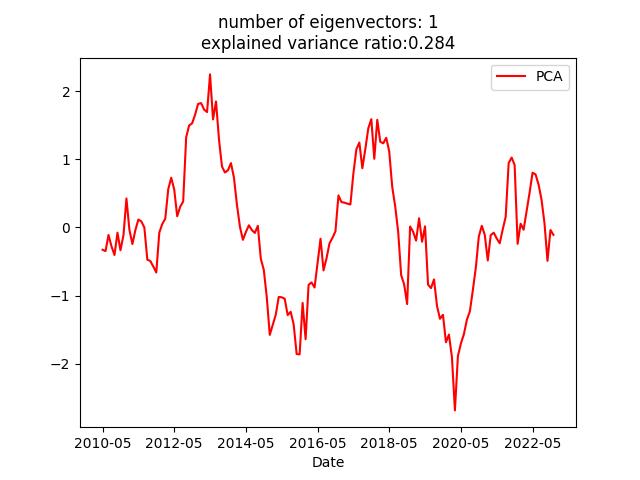 number of eigenvectors: 1
explained variance ratio:0.284
PCA
2
1
0
−1
−2
2010-05 2012-05 2014-05 2016-05 2018-05 2020-05 2022-05
Date